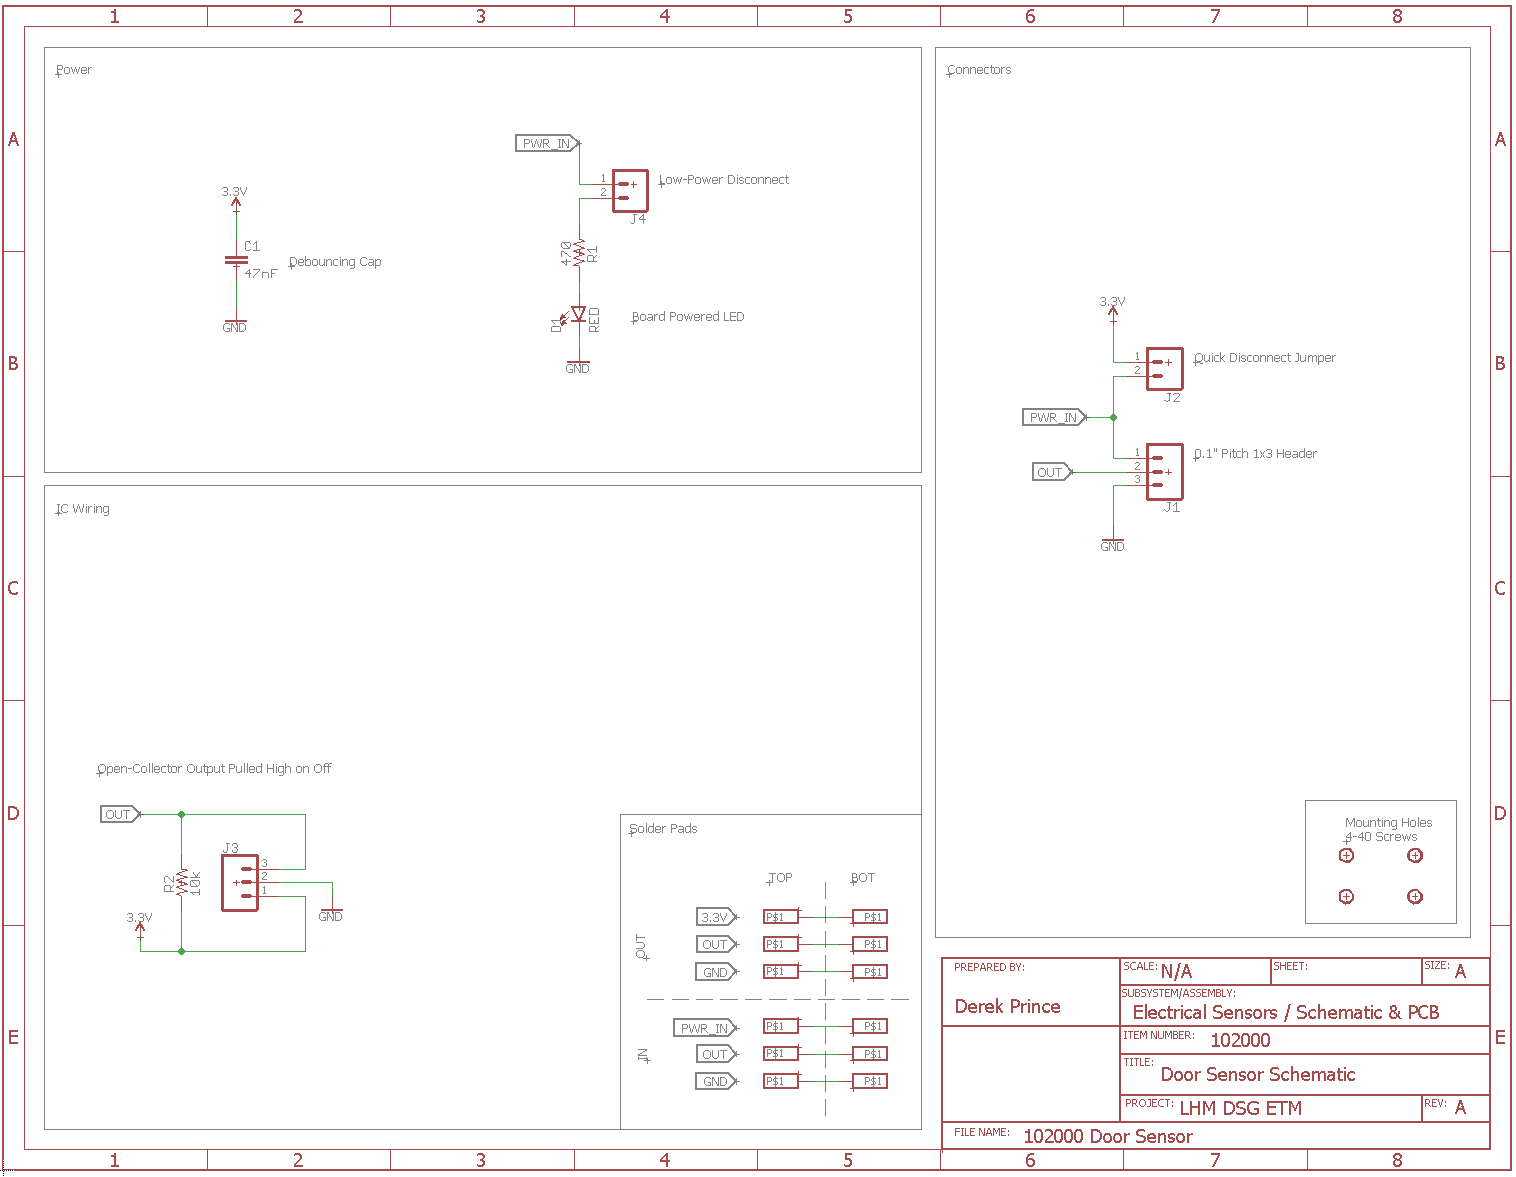 1 2 3 4 5 6 7 8
A
B
C
D
E
Power
3.3V
C1
47nF
Debouncing Cap
GND
PWR_IN
1
2
J4
Low-Power Disconnect
470
R1
D1
RED
Board Powered LED
GND
Connectors
3.3V
1
2
J2
Quick Disconnect Jumper
PWR_IN
OUT
1
2
3
J1
0.1" Pitch 1x3 Header
GND
Mounting Holes
4-40 Screws
IC Wiring
Open-Collector Output Pulled High on Off
OUT
J3
3
2
1
R2
10k
3.3V
GND
Solder Pads
TOP BOT
OUT
3.3V P$1 P$1
OUT P$1 P$1
GND P$1 P$1
IN
PWR_IN P$1 P$1
OUT P$1 P$1
GND P$1 P$1
PREPARED BY:
Derek Prince
SCALE: N/A SHEET: SIZE: A
SUBSYSTEM/ASSEMBLY:
Electrical Sensors / Schematic & PCB
ITEM NUMBER: 102000
TITLE:
Door Sensor Schematic
PROJECT: LHM DSG ETM REV: A
FILE NAME: 102000 Door Sensor
A
B
C
D
E
1 2 3 4 5 6 7 8